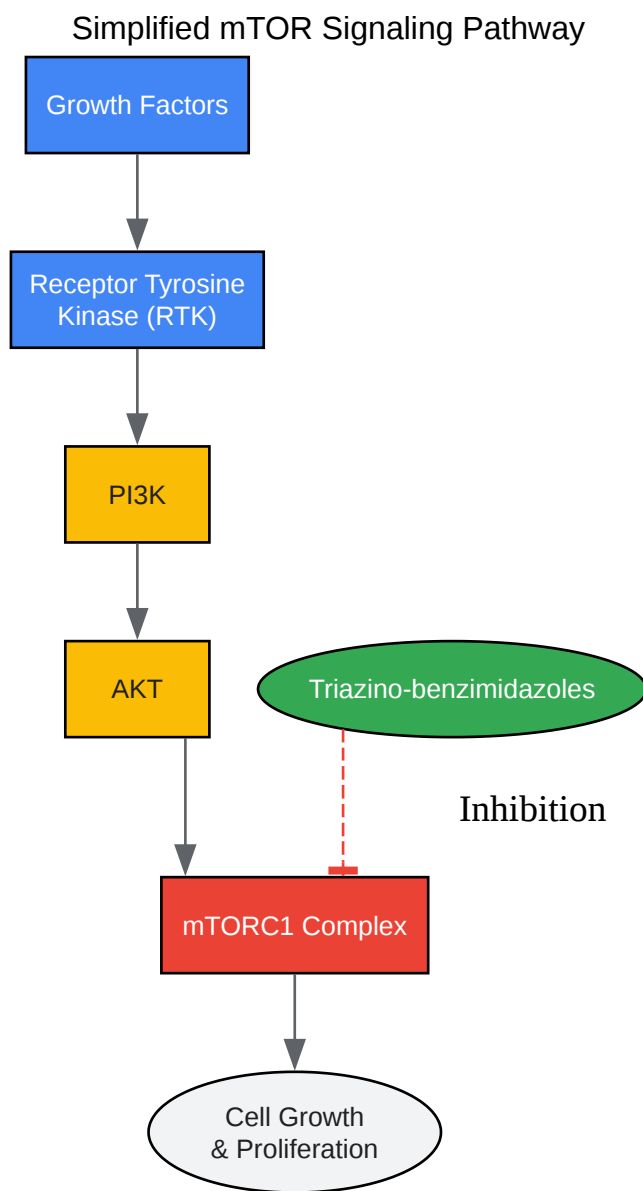 Simplified mTOR Signaling Pathway
Growth Factors
Receptor Tyrosine
Kinase (RTK)
PI3K
AKT
Triazino-benzimidazoles
Inhibition
mTORC1 Complex
Cell Growth
& Proliferation